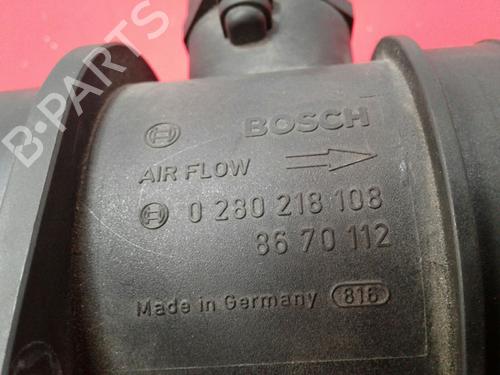 B·PARTS
BOSCH
AIR FLOW
0 280 218 108
86 70 112
Made in Germany 816